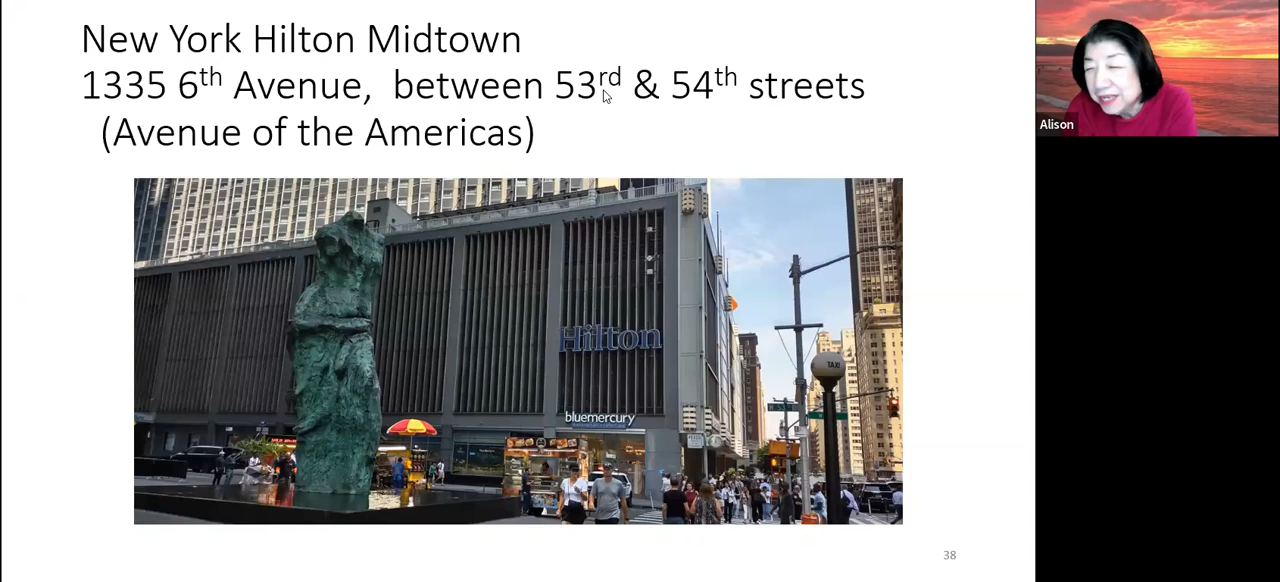 New York Hilton Midtown
1335 6th Avenue, between 53rd & 54th streets
(Avenue of the Americas)
Alison
Hilton
bluemercury
TAXI
38